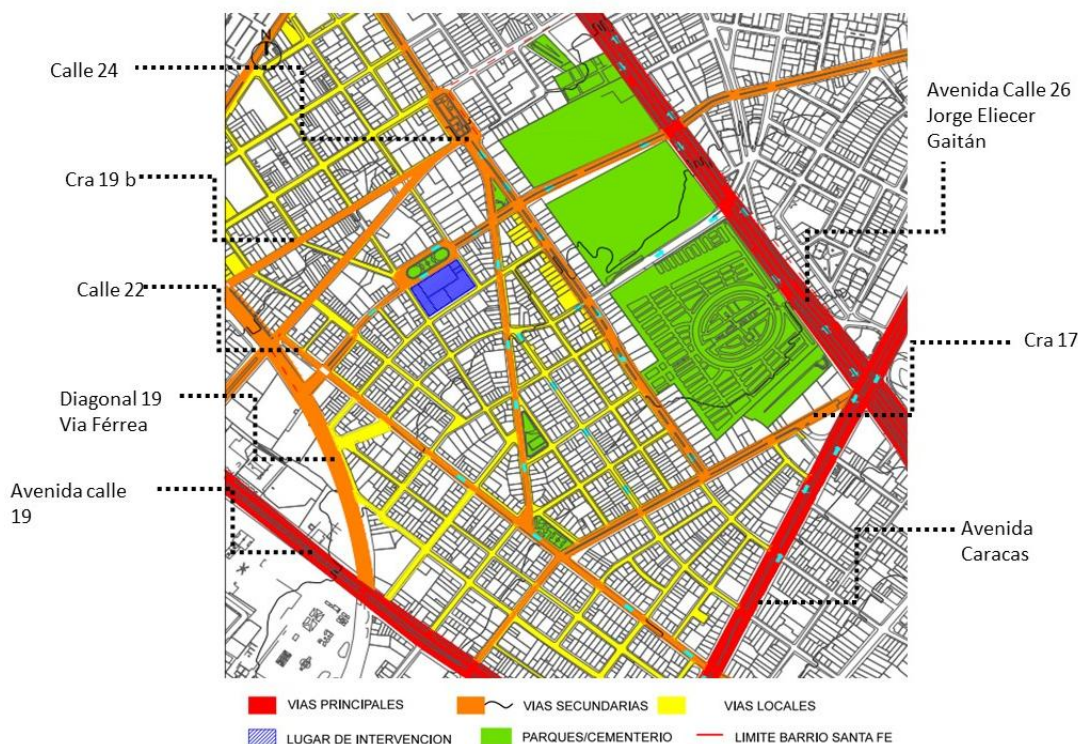 N
Calle 24
Cra 19 b
Calle 22
Diagonal 19
Via Férrea
Avenida calle
19
Avenida Calle 26
Jorge Eliecer
Gaitán
Cra 17
Avenida
Caracas
VIAS PRINCIPALES
VIAS SECUNDARIAS
VIAS LOCALES
LUGAR DE INTERVENCION
PARQUES/CEMENTERIO
LIMITE BARRIO SANTA FE